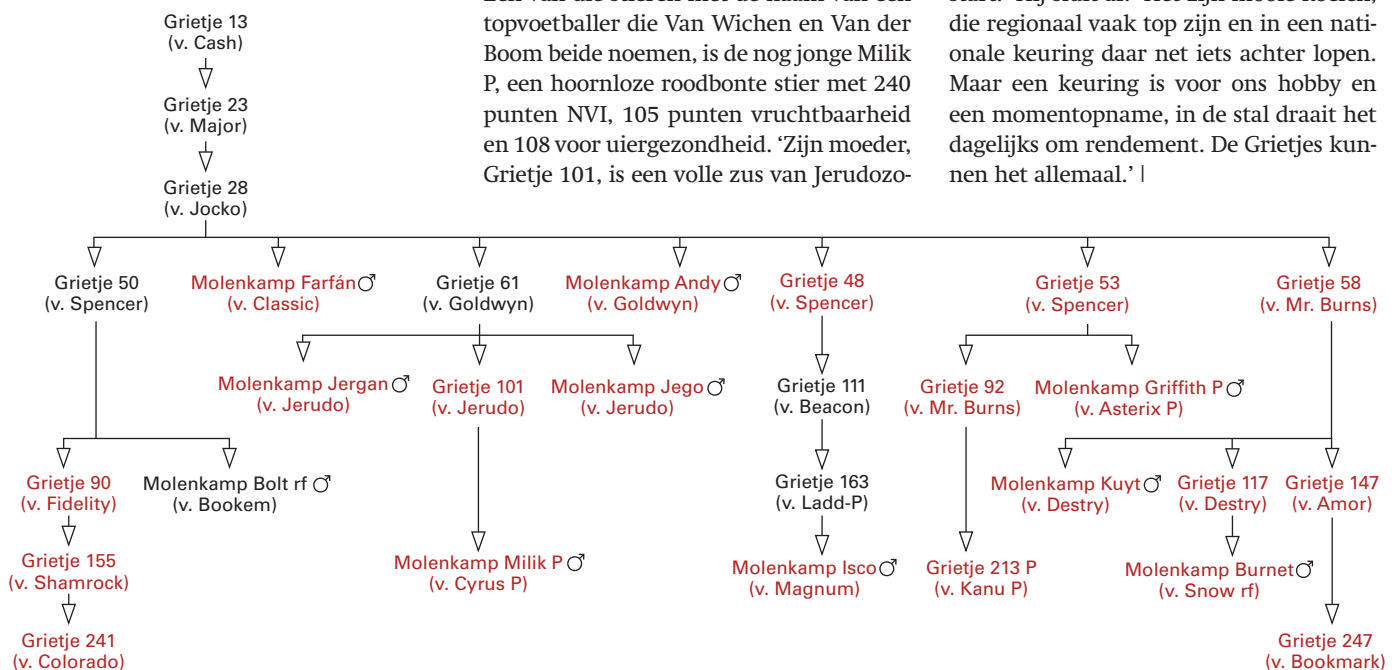 Grietje 13
(v. Cash)
Grietje 23
(v. Major)
Grietje 28
(v. Jocko)
topvoetballer die Van Wichen en Van der
Boom beide noemen, is de nog jonge Milik
P, een hoornloze roodbonte stier met 240
punten NVI, 105 punten vruchtbaarheid
en 108 voor uiergezondheid. ‘Zijn moeder,
Grietje 101, is een volle zus van Jerudozo-
die regionaal vaak top zijn en in een nati-
onale keuring daar net iets achter lopen.
Maar een keuring is voor ons hobby en
een momentopname, in de stal draait het
dagelijks om rendement. De Grietjes kun-
nen het allemaal.’ |
Grietje 50
(v. Spencer)
Molenkamp Farfán ♂
(v. Classic)
Grietje 61
(v. Goldwyn)
Molenkamp Andy ♂
(v. Goldwyn)
Grietje 48
(v. Spencer)
Grietje 53
(v. Spencer)
Grietje 58
(v. Mr. Burns)
Molenkamp Jergan ♂
(v. Jerudo)
Grietje 101
(v. Jerudo)
Molenkamp Jego ♂
(v. Jerudo)
Grietje 111
(v. Beacon)
Grietje 92
(v. Mr. Burns)
Molenkamp Griffith P ♂
(v. Asterix P)
Grietje 90
(v. Fidelity)
Molenkamp Bolt rf ♂
(v. Bookem)
Grietje 163
(v. Ladd-P)
Molenkamp Kuyt ♂
(v. Destry)
Grietje 117
(v. Destry)
Grietje 147
(v. Amor)
Grietje 155
(v. Shamrock)
Molenkamp Milik P ♂
(v. Cyrus P)
Molenkamp Isco ♂
(v. Magnum)
Grietje 213 P
(v. Kanu P)
Molenkamp Burnet ♂
(v. Snow rf)
Grietje 241
(v. Colorado)
Grietje 247
(v. Bookmark)